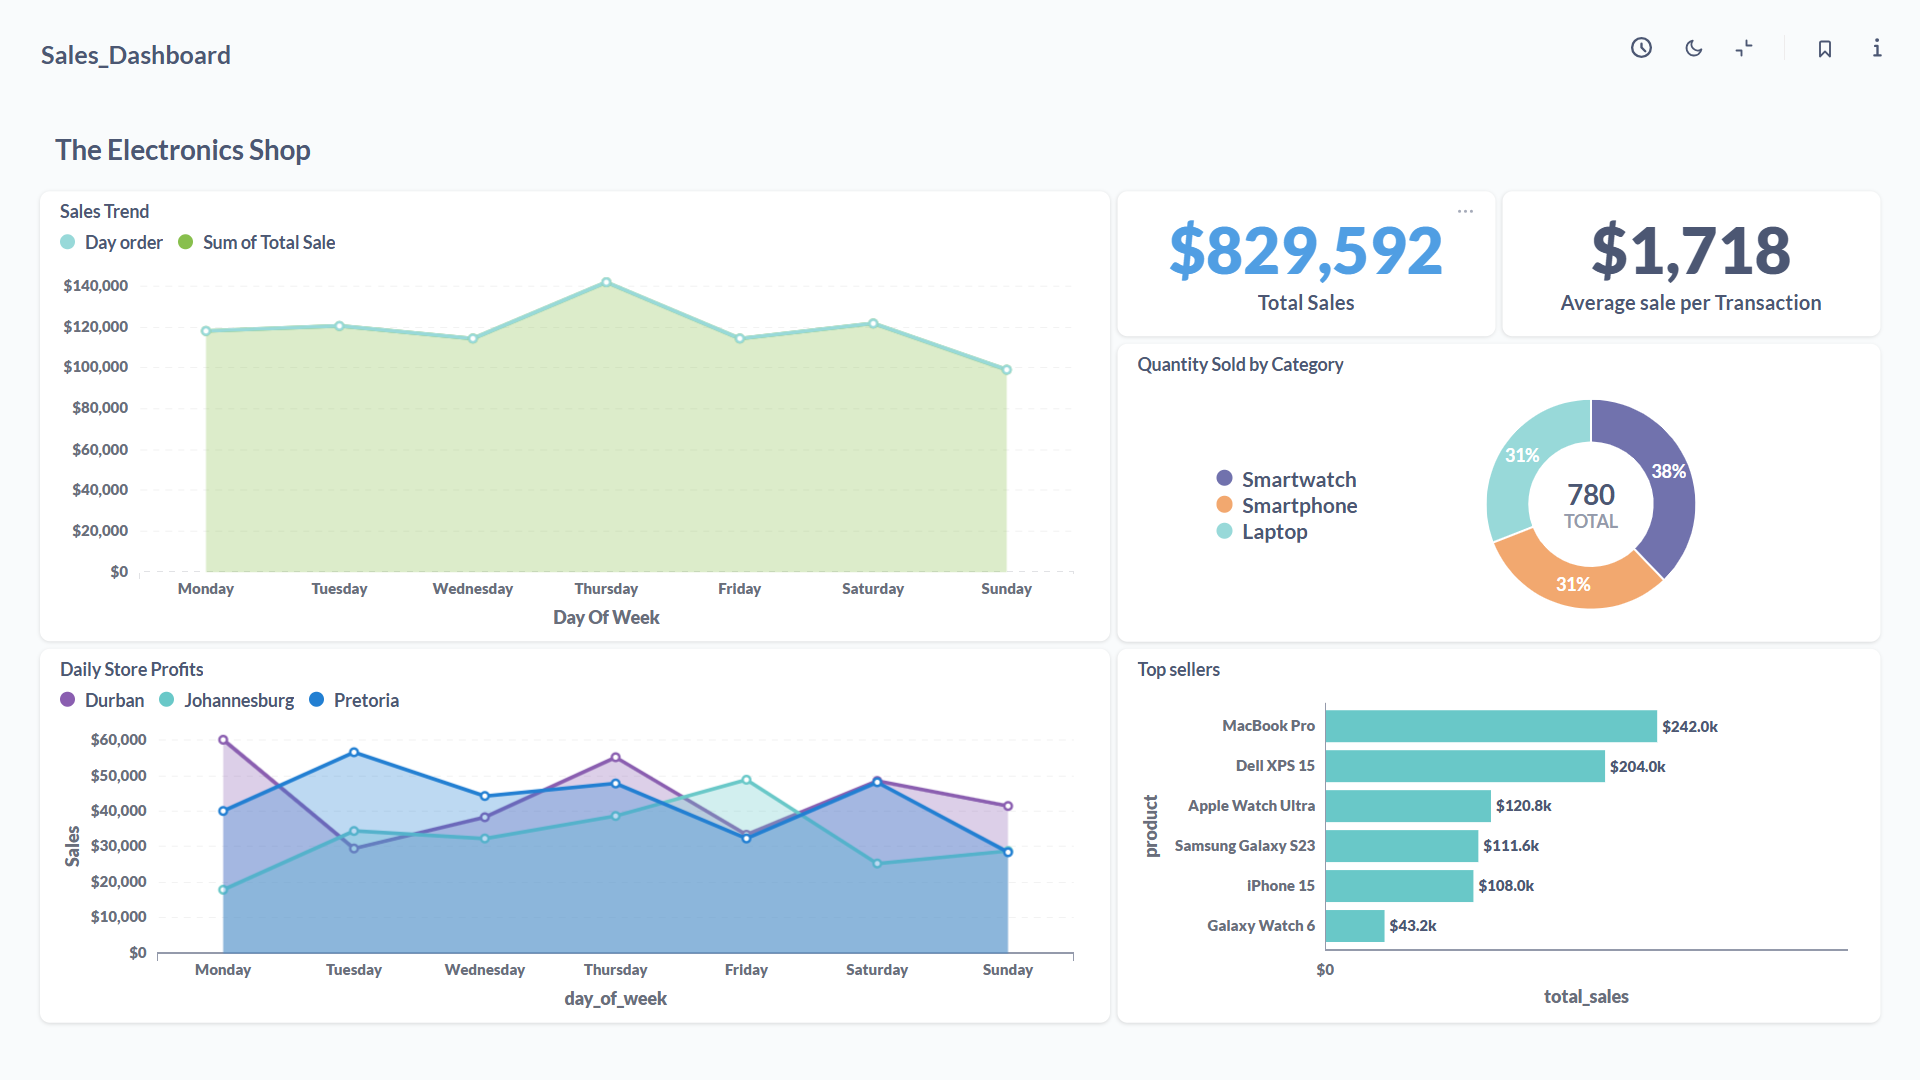 Sales_Dashboard
The Electronics Shop
Sales Trend
Day order Sum of Total Sale
$140,000
$120,000
$100,000
$80,000
$60,000
$40,000
$20,000
$0
Monday Tuesday Wednesday Thursday Friday Saturday Sunday
Day Of Week
$829,592
Total Sales
$1,718
Average sale per Transaction
Quantity Sold by Category
Smartwatch
Smartphone
Laptop
31%
38%
31%
780
TOTAL
Daily Store Profits
Durban Johannesburg Pretoria
Sales
$60,000
$50,000
$40,000
$30,000
$20,000
$10,000
$0
Monday Tuesday Wednesday Thursday Friday Saturday Sunday
day_of_week
Top sellers
product
MacBook Pro $242.0k
Dell XPS 15 $204.0k
Apple Watch Ultra $120.8k
Samsung Galaxy S23 $111.6k
iPhone 15 $108.0k
Galaxy Watch 6 $43.2k
$0
total_sales